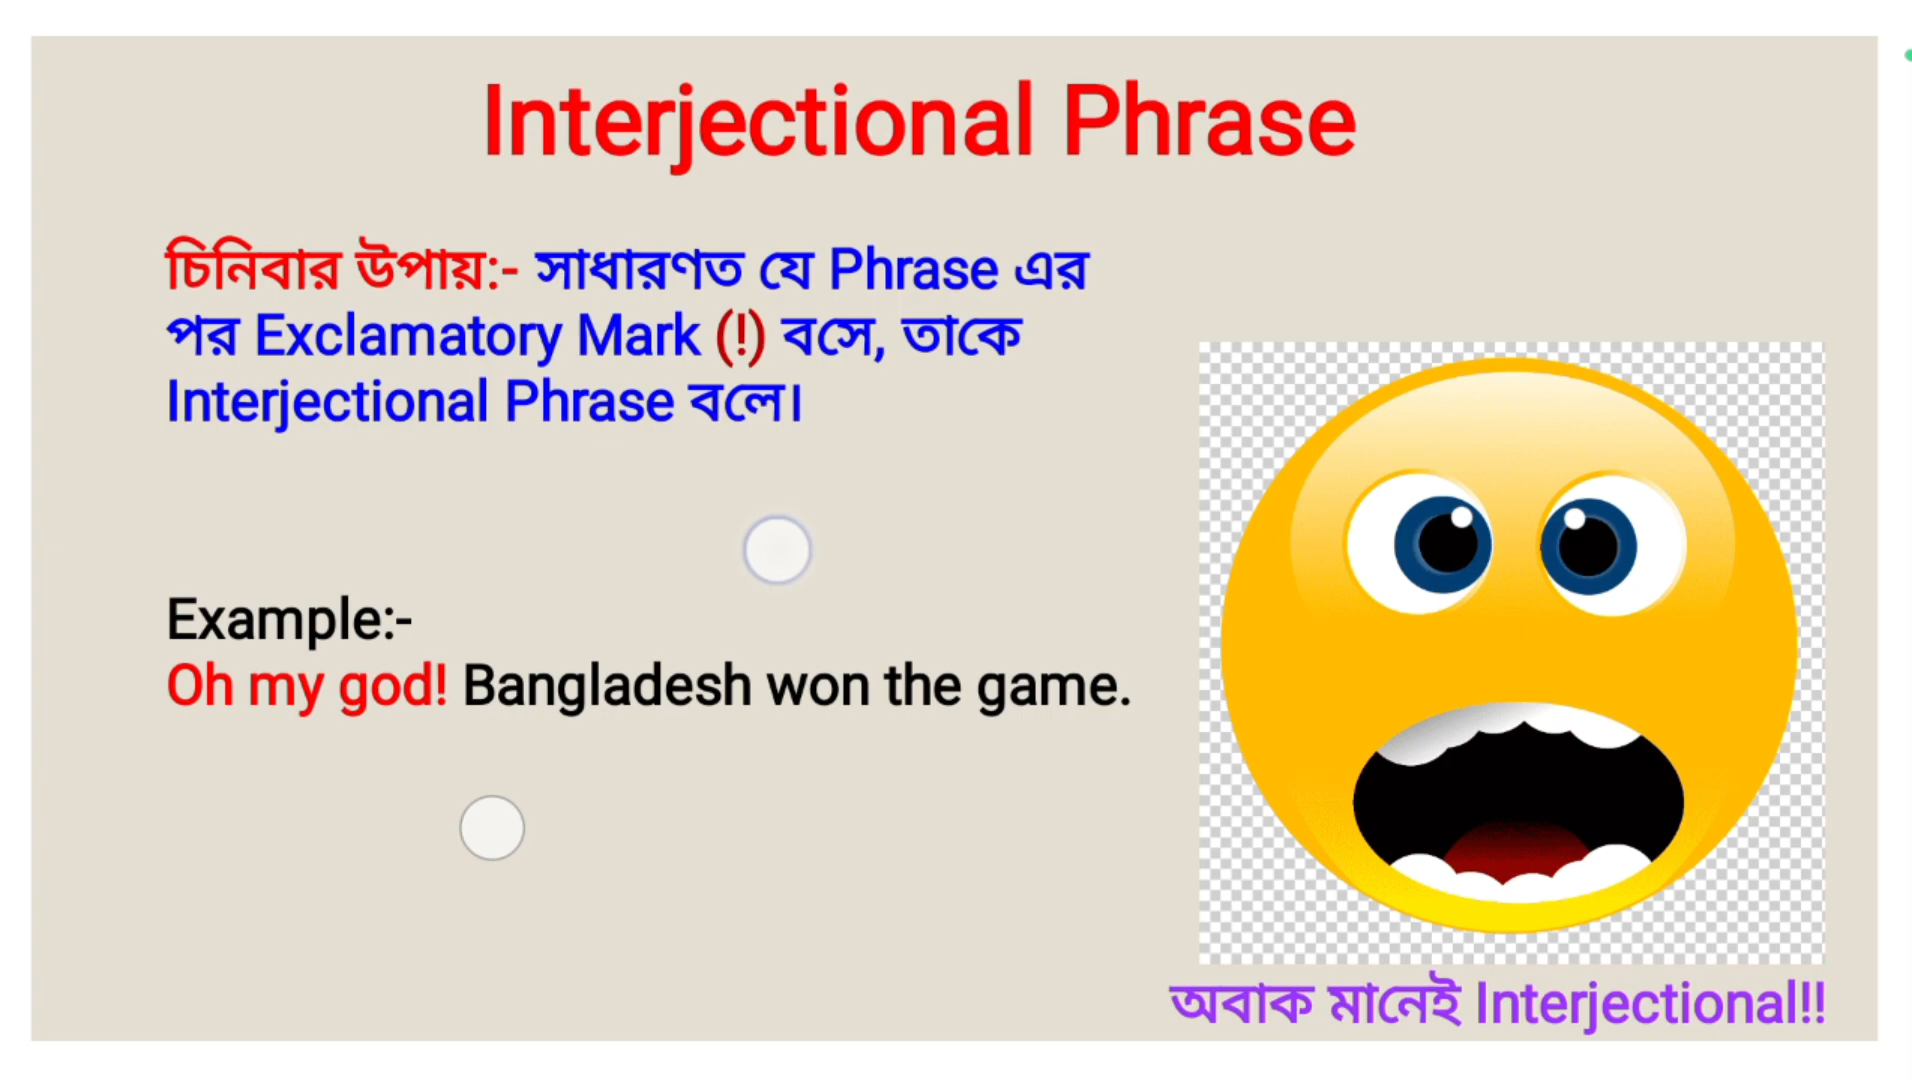 Interjectional Phrase
চিনিবার উপায়:- সাধারণত যে Phrase এর
পর Exclamatory Mark (!) বসে, তাকে
Interjectional Phrase বলে।
Example:-
Oh my god! Bangladesh won the game.
অবাক মানেই Interjectional!!